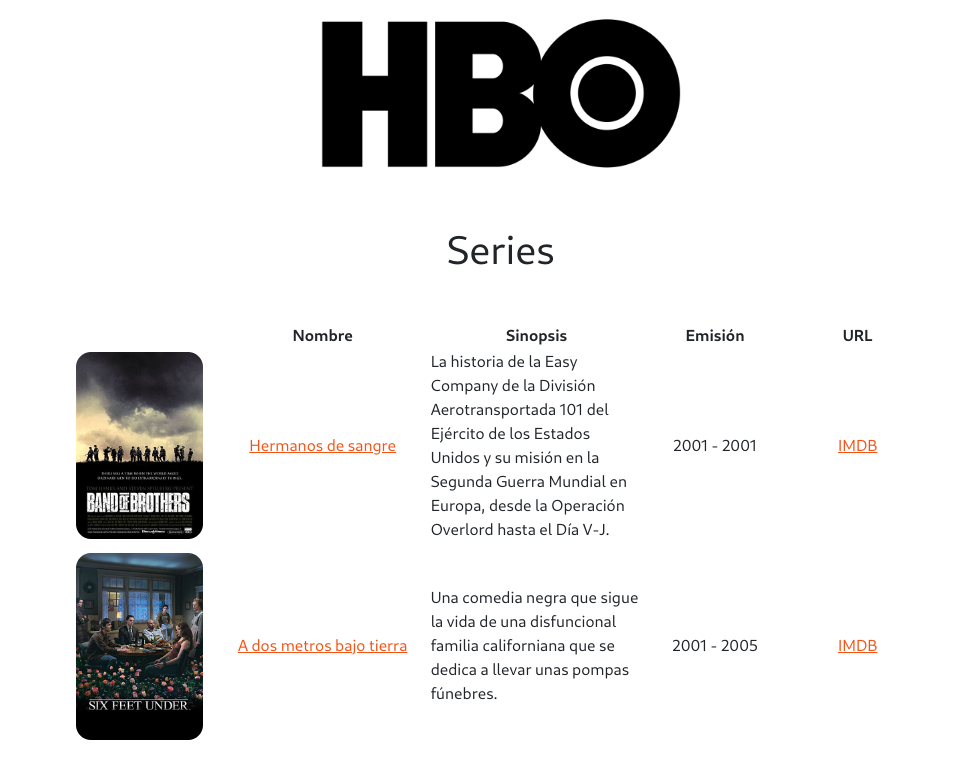 HBO
Series
Nombre Sinopsis Emisión URL
La historia de la Easy
Company de la División
Aerotransportada 101 del
Ejército de los Estados
Hermanos de sangre Unidos y su misión en la 2001 - 2001 IMDB
Segunda Guerra Mundial en
Europa, desde la Operación
Overlord hasta el Día V-J.
BAND OF BROTHERS
Una comedia negra que sigue
la vida de una disfuncional
A dos metros bajo tierra familia californiana que se 2001 - 2005 IMDB
dedica a llevar unas pompas
fúnebres.
SIX FEET UNDER